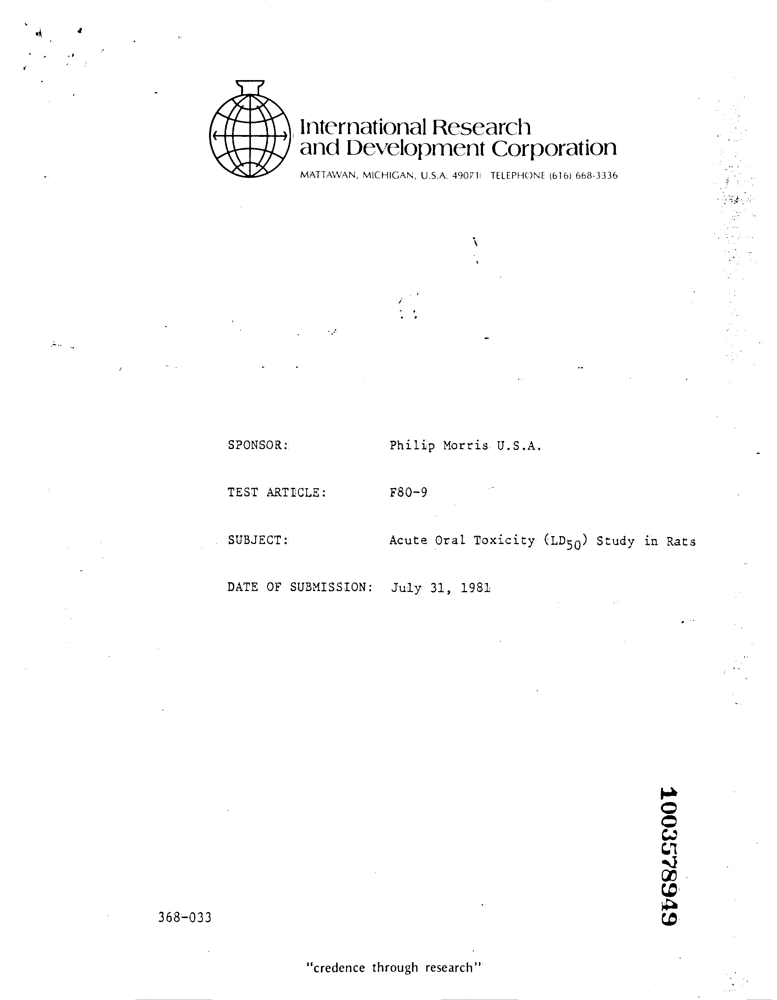 International Research
and Development Corporation
MATTAWAN, MICHIGAN, U.S.A. 49071 TELEPHONE (616) 668-3336
SPONSOR: Philip Morris U.S.A.
TEST ARTICLE: F80-9
SUBJECT: Acute Oral Toxicity (LD50) Study in Rats
DATE OF SUBMISSION: July 31, 1981
1003578949
368-033
"credence through research"